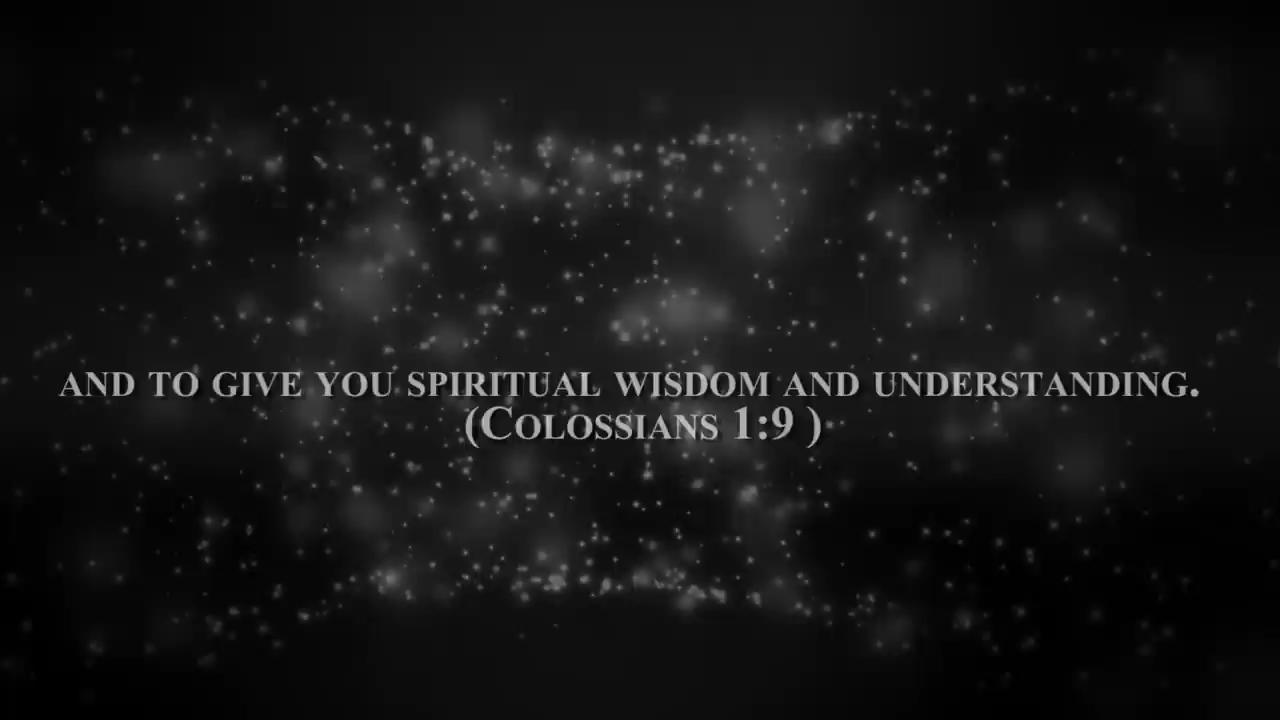 AND TO GIVE YOU SPIRITUAL WISDOM AND UNDERSTANDING.
(COLOSSIANS 1:9 )